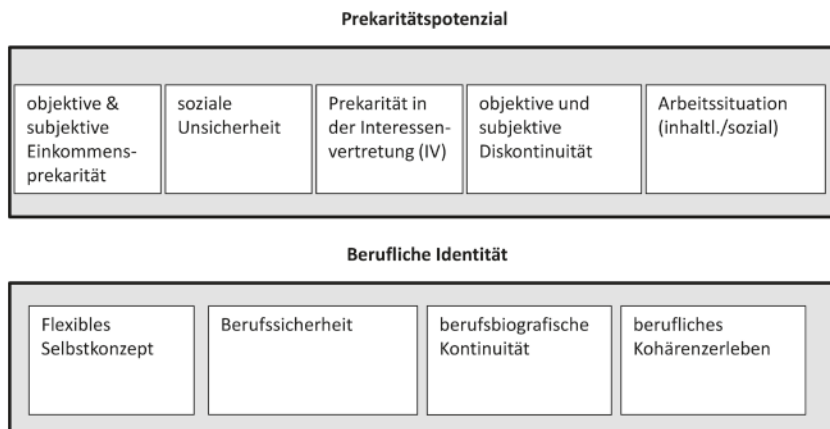 Prekaritätspotenzial
objektive &
subjektive
Einkommens-
prekarität
soziale
Unsicherheit
Prekarität in
der Interessen-
vertretung (IV)
objektive und
subjektive
Diskontinuität
Arbeitssituation
(inhaltl./sozial)
Berufliche Identität
Flexibles
Selbstkonzept
Berufssicherheit
berufsbiografische
Kontinuität
berufliches
Kohärenzerleben